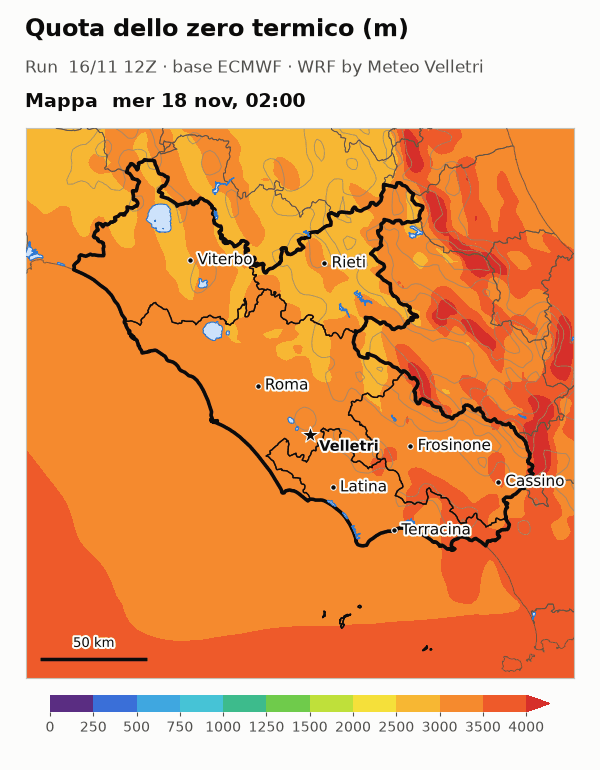 Quota dello zero termico (m)
Run 16/11 12Z · base ECMWF · WRF by Meteo Velletri
Mappa mer 18 nov, 02:00
Viterbo
Rieti
Roma
Velletri
Frosinone
Cassino
Latina
Terracina
50 km
0 250 500 750 1000 1250 1500 2000 2500 3000 3500 4000